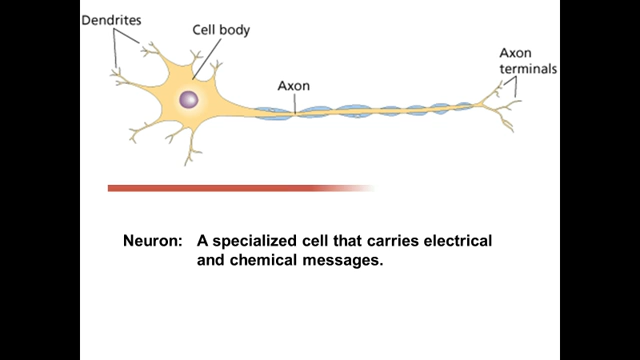 Dendrites
Cell body
Axon
Axon
terminals
Neuron: A specialized cell that carries electrical
and chemical messages.